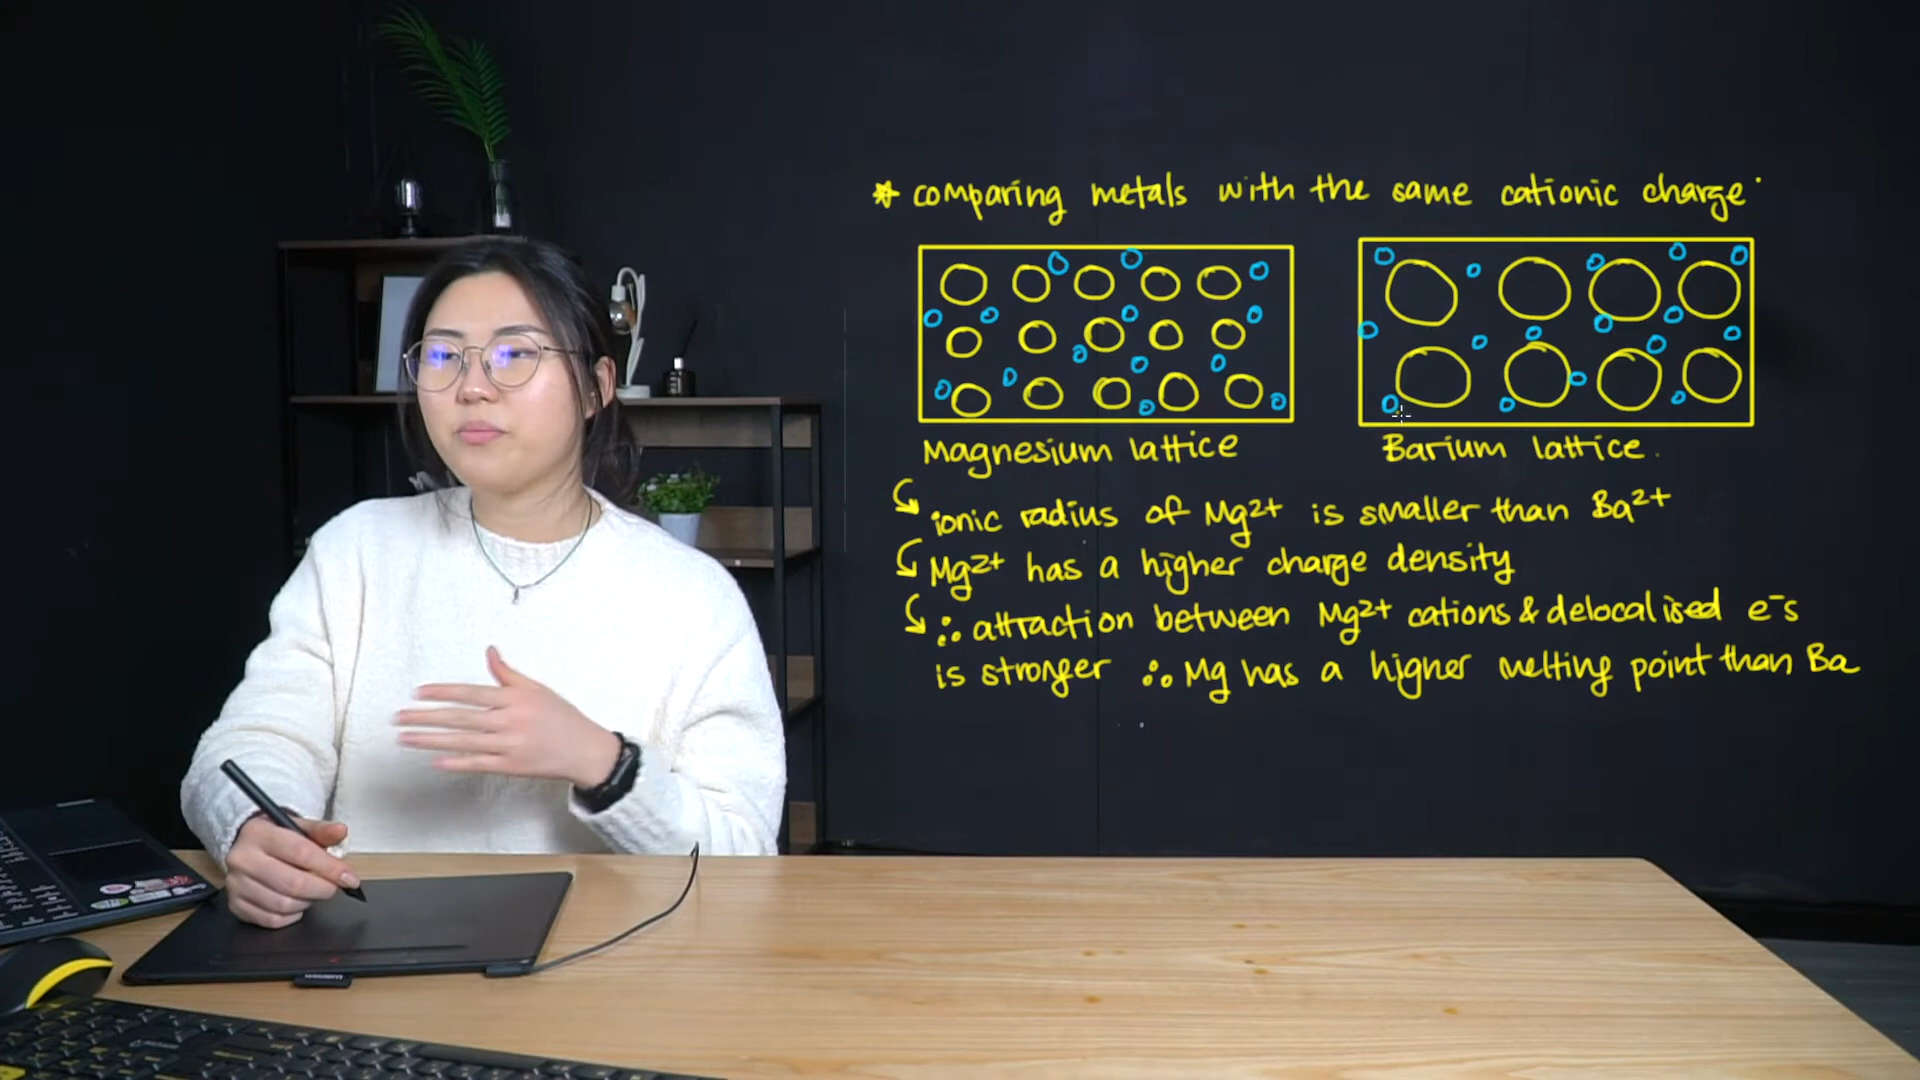 * comparing metals with the same cationic charge
Magnesium lattice
Barium lattice.
ionic radius of Mg2+ is smaller than Ba2+
Mg2+ has a higher charge density
∴ attraction between Mg2+ cations & delocalised e-s
is stronger ∴ Mg has a higher melting point than Ba